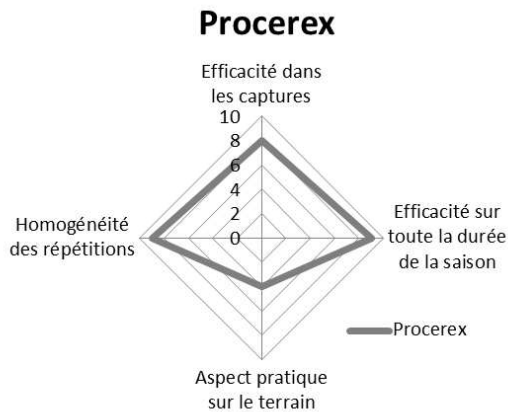 Procerex
Efficacité dans
les captures
10
8
6
4
2
0
Efficacité sur
toute la durée
de la saison
Homogénéité
des répétitions
Procerex
Aspect pratique
sur le terrain